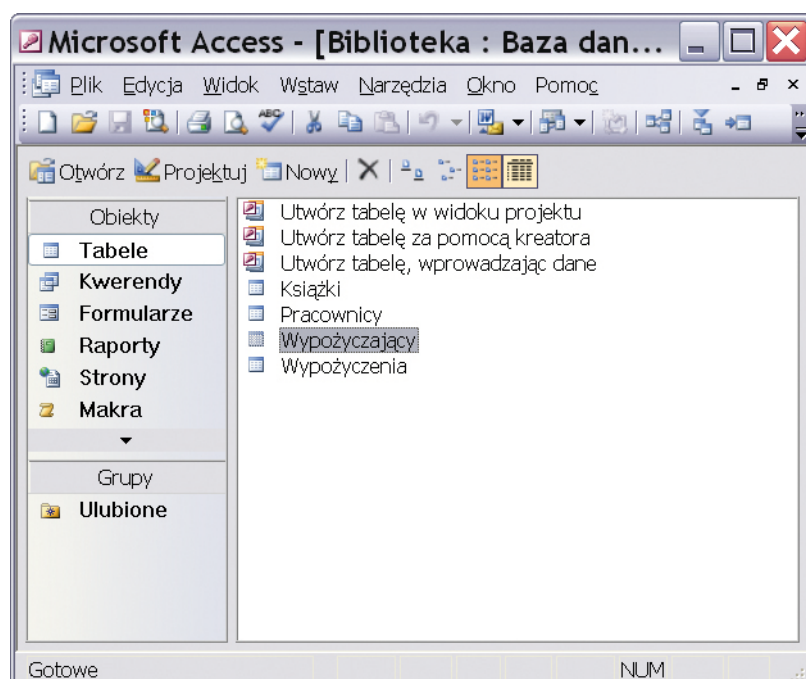 Microsoft Access - [Biblioteka : Baza dan...
Plik Edycja Widok Wstaw Narzędzia Okno Pomoc
Otwórz Projektuj Nowy
Obiekty
Tabele
Kwerendy
Formularze
Raporty
Strony
Makra
Grupy
Ulubione
Utwórz tabelę w widoku projektu
Utwórz tabelę za pomocą kreatora
Utwórz tabelę, wprowadzając dane
Książki
Pracownicy
Wypożyczający
Wypożyczenia
Gotowe NUM